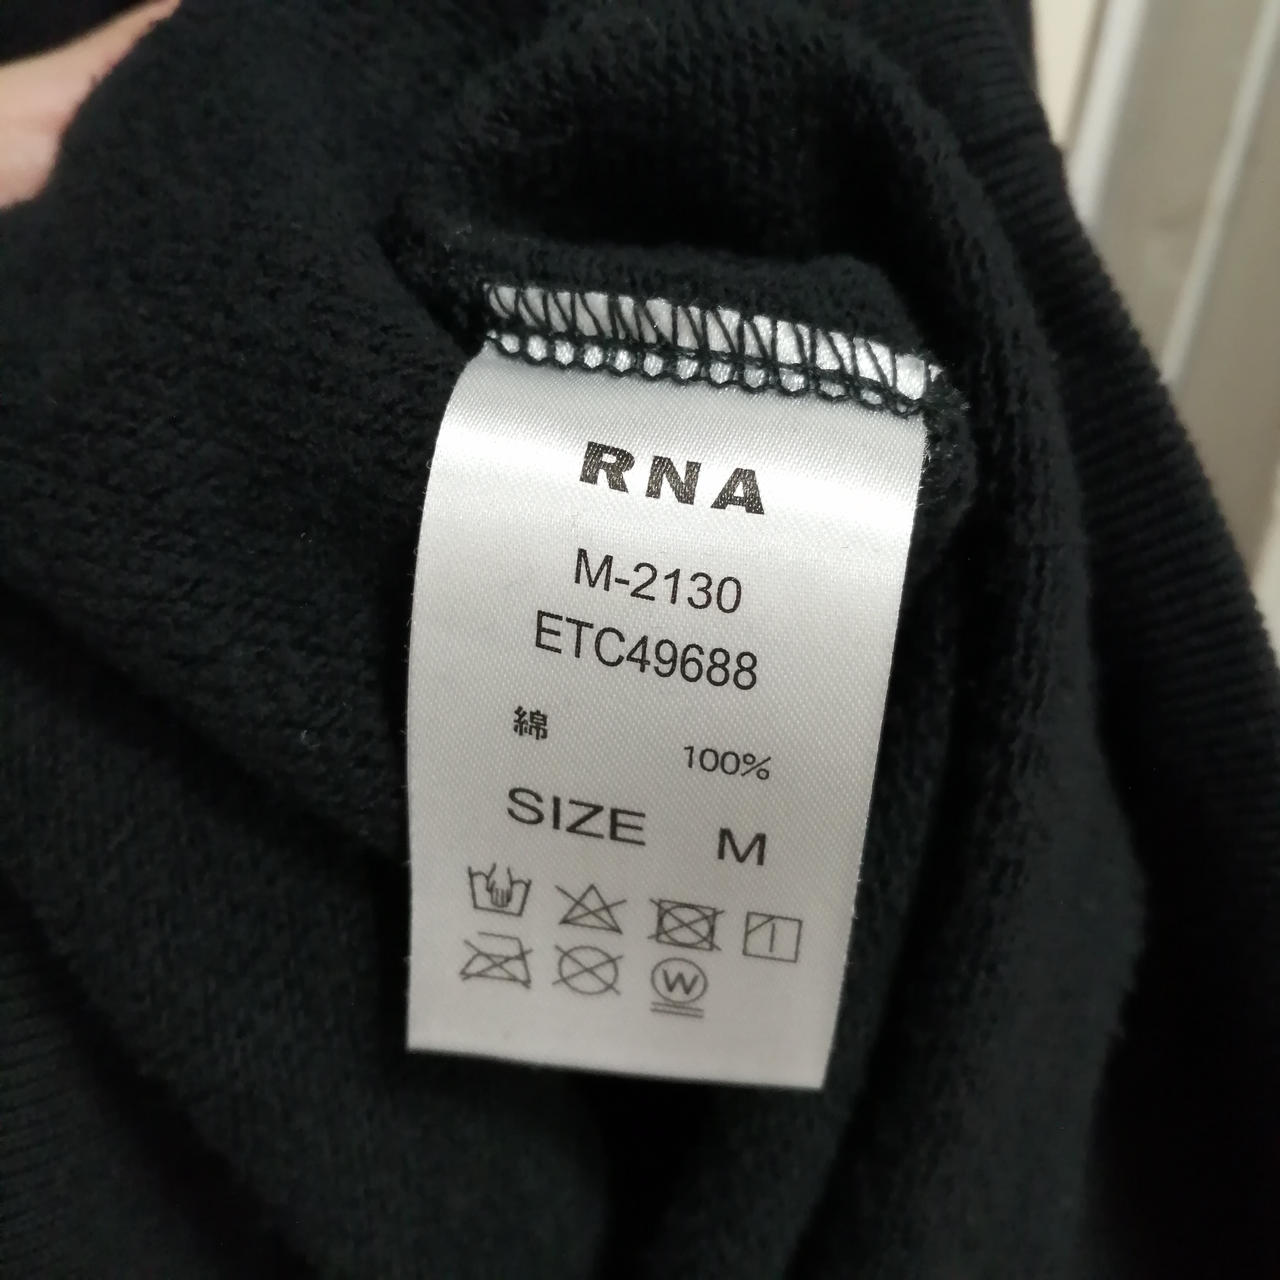 RNA
M-2130
ETC49688
綿 100%
SIZE M
W